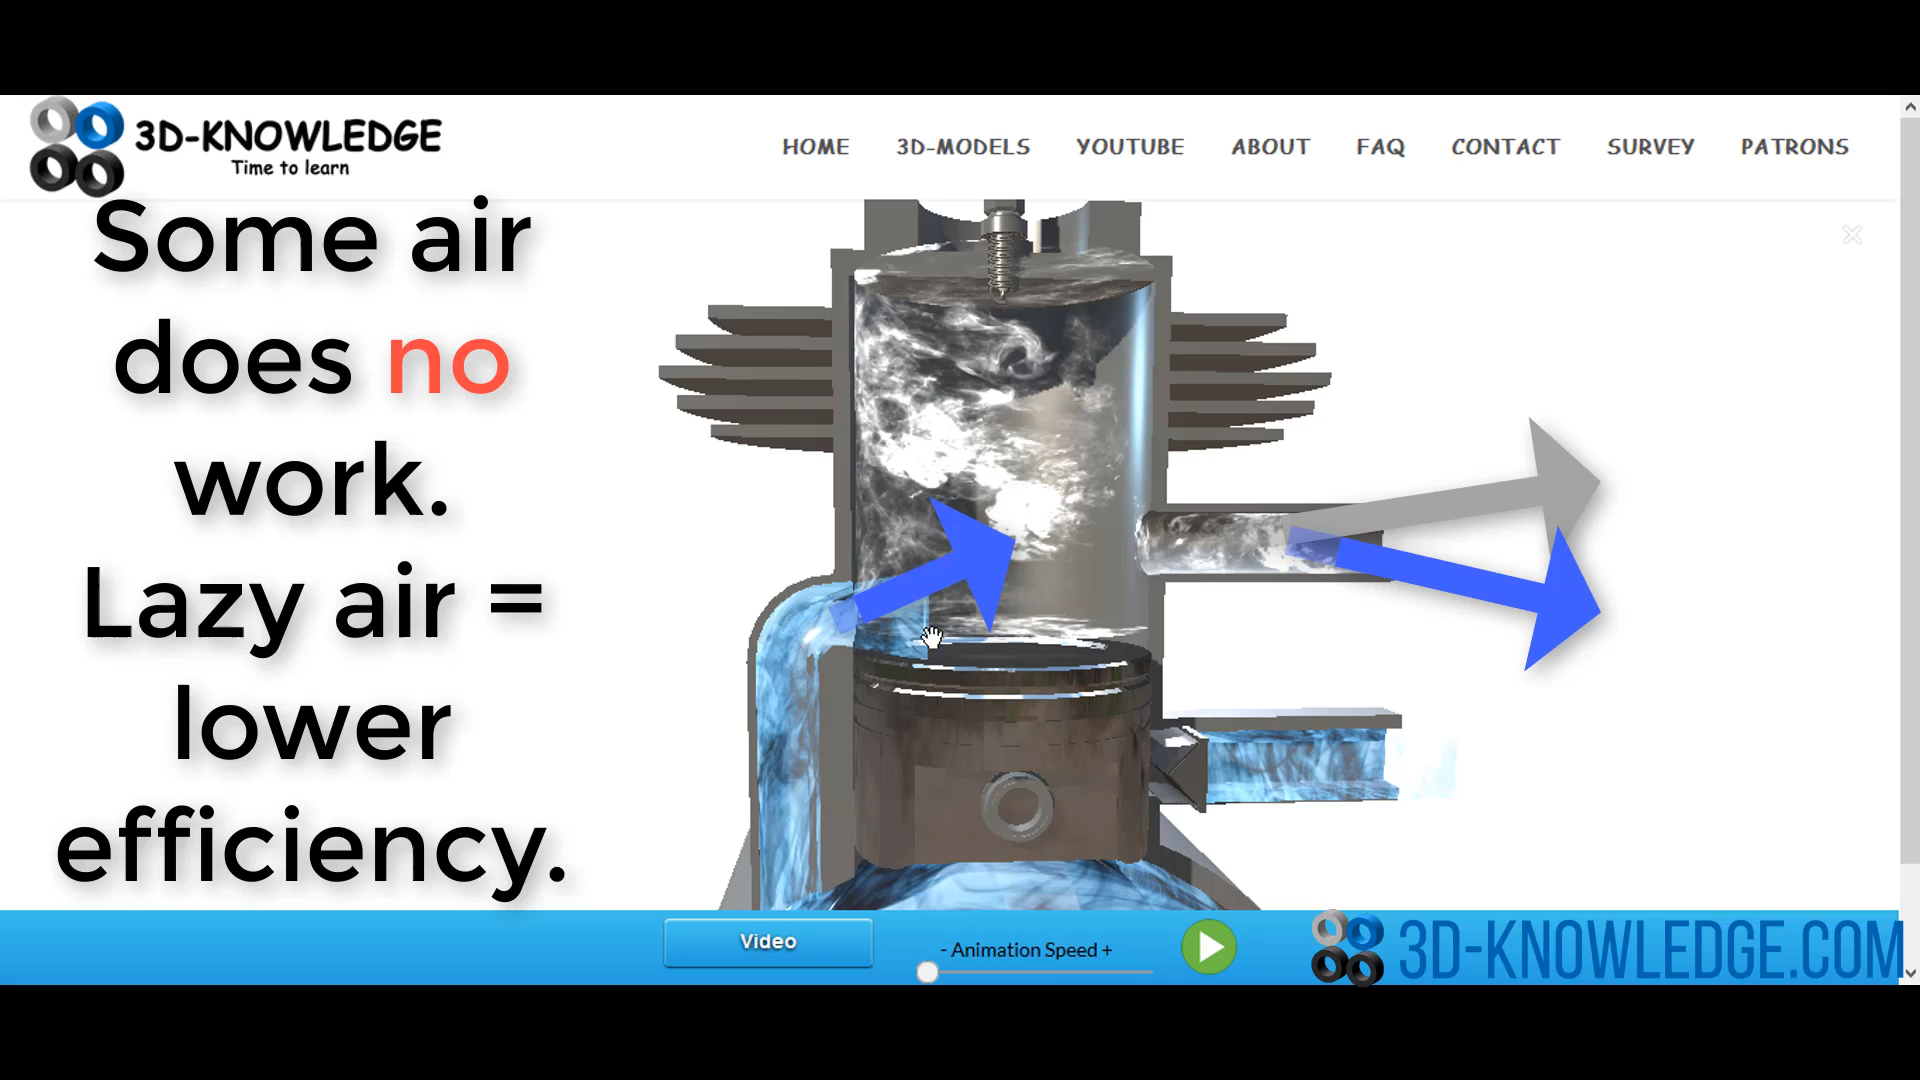 3D-KNOWLEDGE
Time to learn
HOME 3D-MODELS YOUTUBE ABOUT FAQ CONTACT SURVEY PATRONS
Some air
does no
work.
Lazy air =
lower
efficiency.
Video
- Animation Speed +
3D-KNOWLEDGE.COM